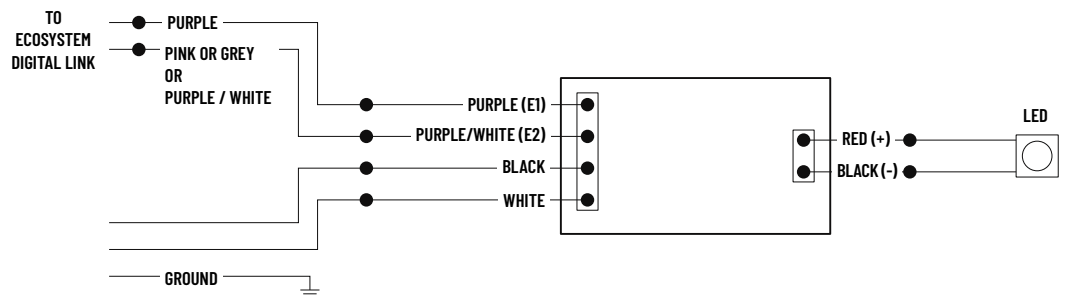 TO
ECOSYSTEM
DIGITAL LINK
PURPLE
PINK OR GREY
OR
PURPLE / WHITE
PURPLE (E1)
PURPLE/WHITE (E2)
BLACK
WHITE
GROUND
RED (+)
BLACK (-)
LED